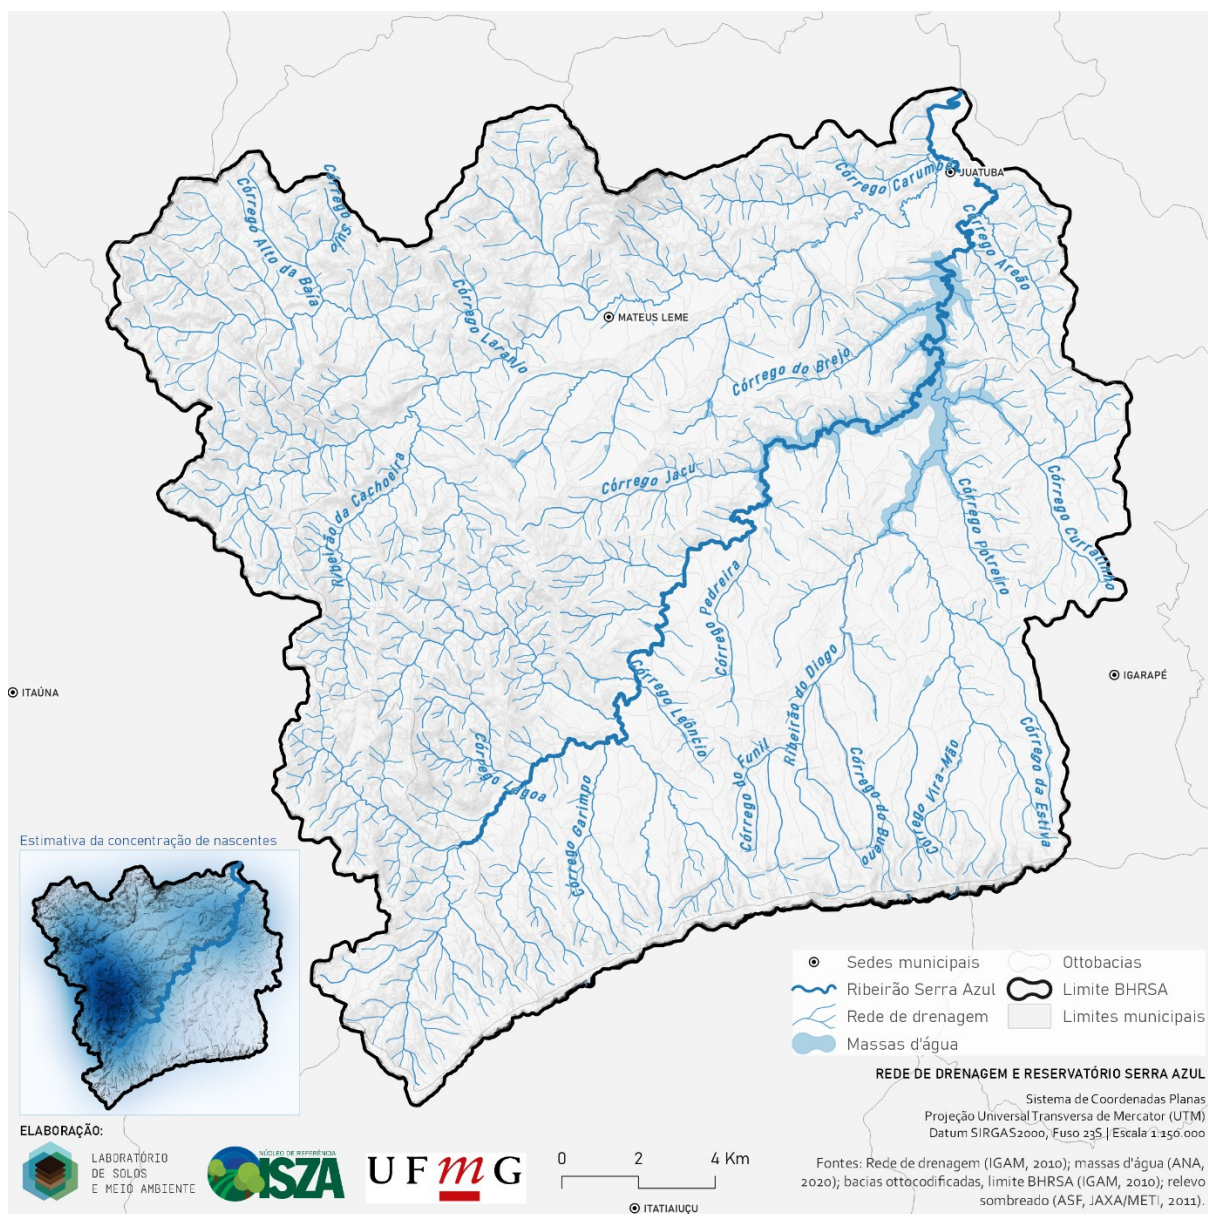 Córrego Carumbé
JUATUBA
Córrego Sujo
Córrego Alto da Baía
Córrego Areão
Córrego Laranjo
MATEUS LEME
Córrego do Brejo
Ribeirão da Cachoeira
Córrego Jacu
Córrego Potreiro
Córrego Curralinho
Córrego Pedreira
ITAÚNA
Córrego Leôncio
Ribeirão do Diogo
IGARAPÉ
Córrego Lagoa
Córrego Garimpo
Córrego do Funil
Córrego do Bueno
Córrego Vira-Mão
Córrego da Estiva
Estimativa da concentração de nascentes
Sedes municipais
Ribeirão Serra Azul
Rede de drenagem
Massas d'água
Ottobacias
Limite BHRSA
Limites municipais
REDE DE DRENAGEM E RESERVATÓRIO SERRA AZUL
Sistema de Coordenadas Planas
Projeção Universal Transversa de Mercator (UTM)
Datum SIRGAS2000, Fuso 23S | Escala 1:150.000
Fontes: Rede de drenagem (IGAM, 2010); massas d'água (ANA,
2020); bacias ottocodificadas, limite BHRSA (IGAM, 2010); relevo
sombreado (ASF, JAXA/METI, 2011).
ELABORAÇÃO:
LABORATÓRIO
DE SOLOS
E MEIO AMBIENTE
NÚCLEO DE REFERÊNCIA
ISZA
UFmG
0 2 4 Km
ITATIAIUÇU